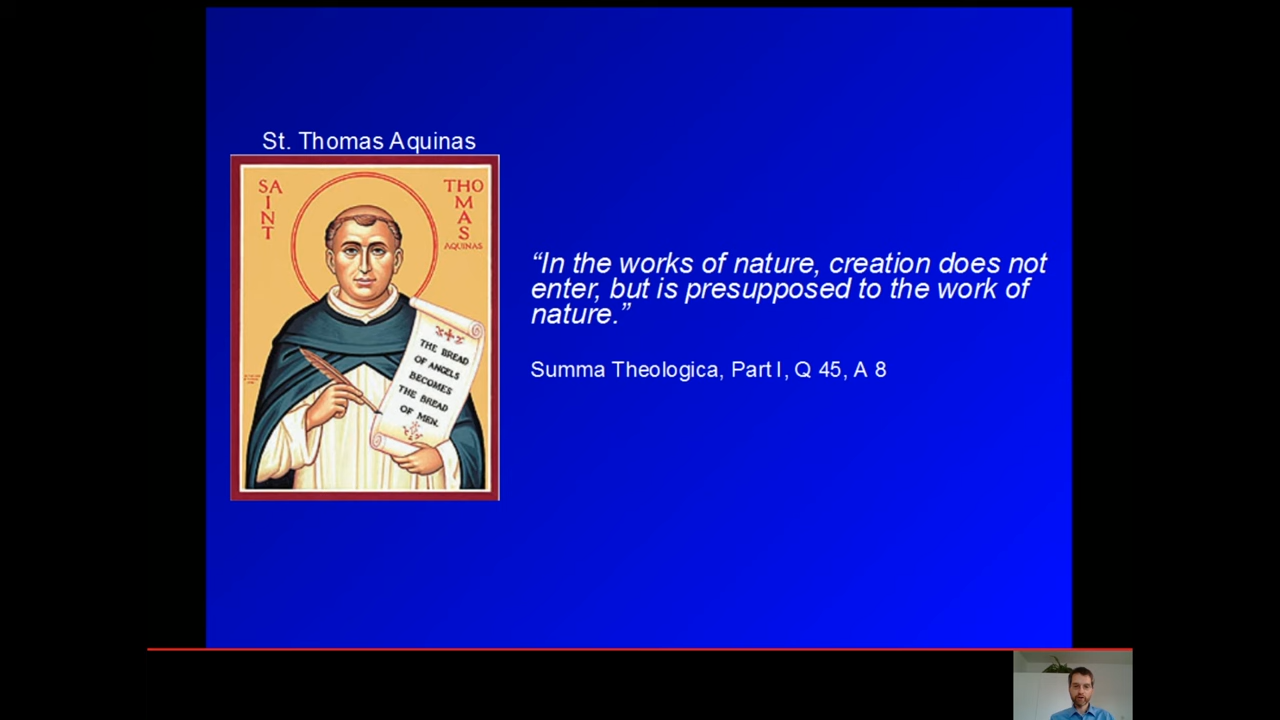 St. Thomas Aquinas
SAINT
THOMAS
AQUINAS
THE BREAD
OF ANGELS
BECOMES
THE BREAD
OF MEN.
“In the works of nature, creation does not
enter, but is presupposed to the work of
nature.”
Summa Theologica, Part I, Q 45, A 8